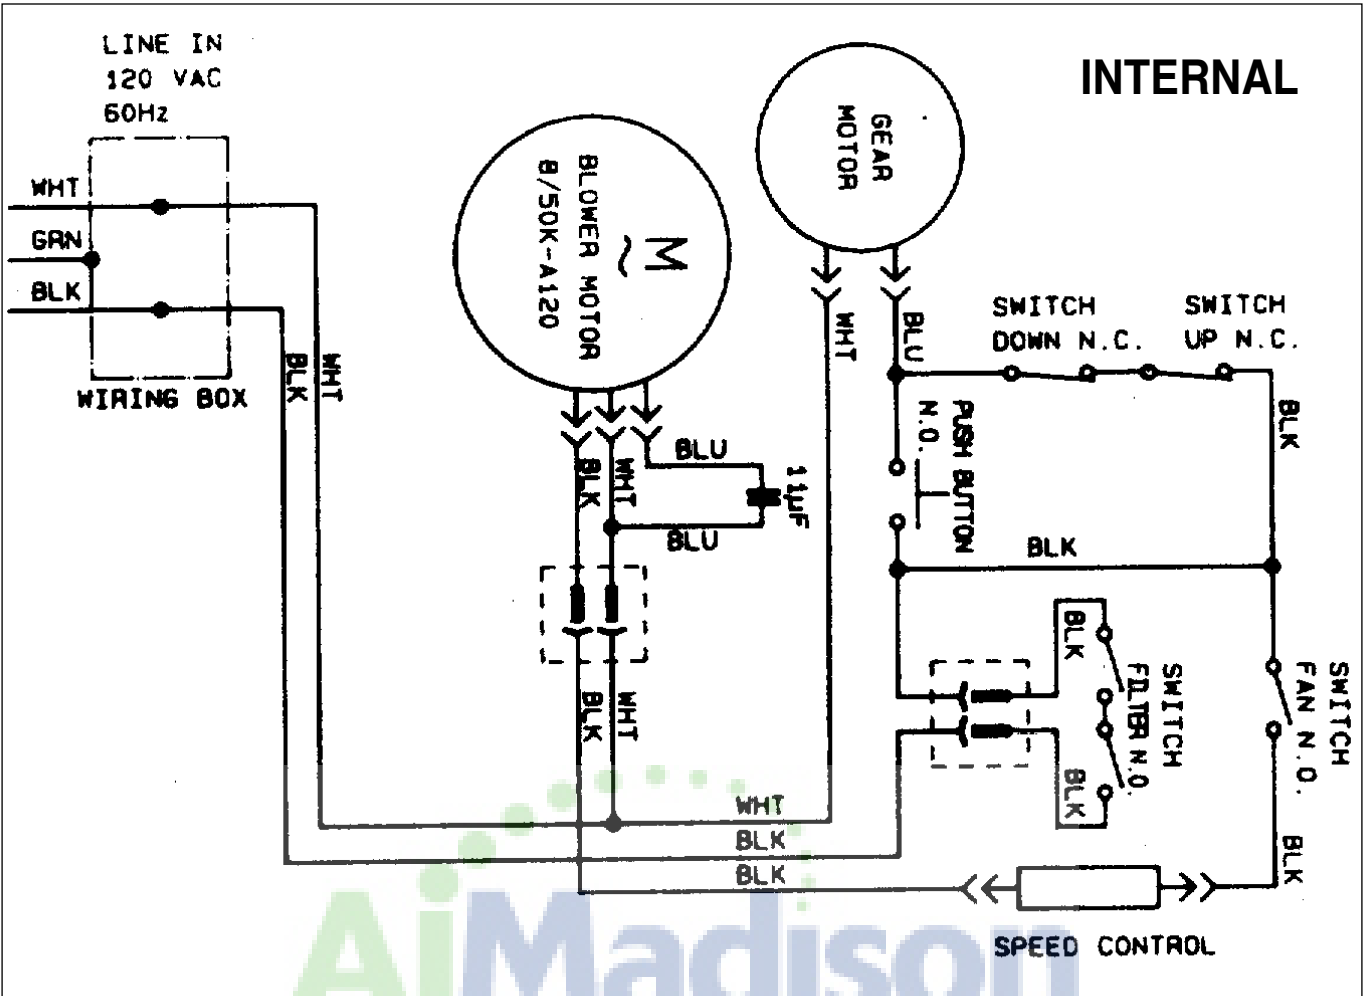 LINE IN
120 VAC
60Hz
INTERNAL
WHT
GRN
BLK
WIRING BOX
BLK
WHT
BLOWER MOTOR
8/50K-A120
M
~
GEAR
MOTOR
WHT
BLU
SWITCH
DOWN N.C.
SWITCH
UP N.C.
BLK
PUSH BUTTON
N.O.
BLK
WHT
BLU
11µF
BLU
BLK
BLK
WHT
BLK
BLK
SWITCH
FILTER N.O.
SWITCH
FAN N.O.
WHT
BLK
BLK
BLK
SPEED CONTROL
AiMadison